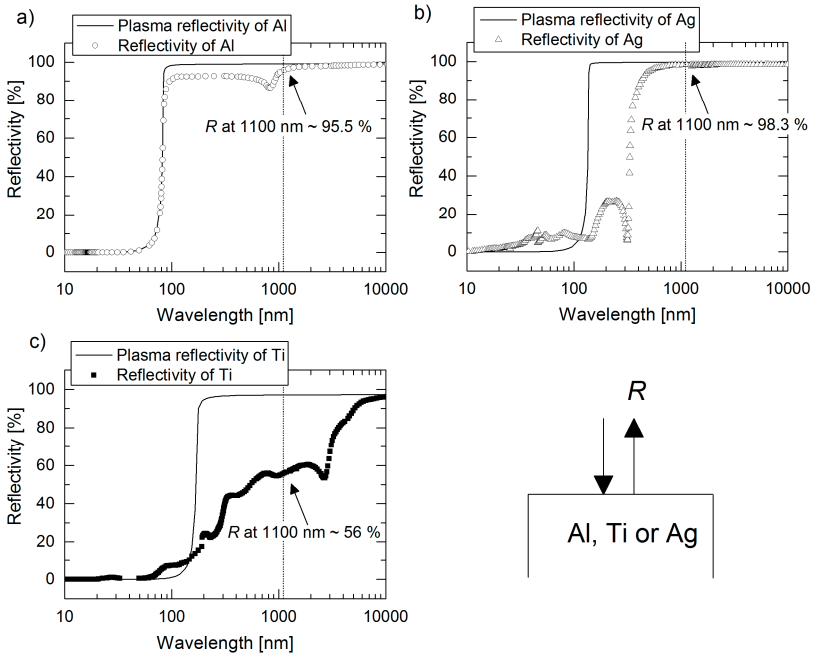 a)
Plasma reflectivity of Al
Reflectivity of Al
100
80
60
40
20
0
Reflectivity [%]
R at 1100 nm ~ 95.5 %
10 100 1000 10000
Wavelength [nm]
b)
Plasma reflectivity of Ag
Reflectivity of Ag
100
80
60
40
20
0
Reflectivity [%]
R at 1100 nm ~ 98.3 %
10 100 1000 10000
Wavelength [nm]
c)
Plasma reflectivity of Ti
Reflectivity of Ti
100
80
60
40
20
0
Reflectivity [%]
R at 1100 nm ~ 56 %
10 100 1000 10000
Wavelength [nm]
R
Al, Ti or Ag